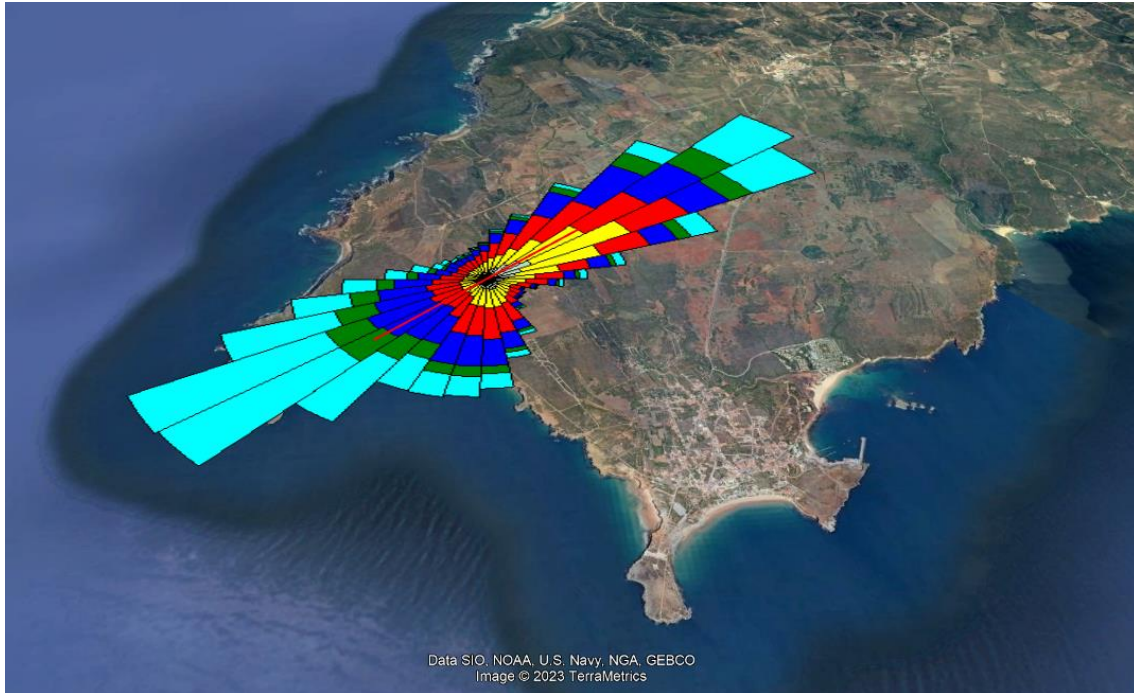 Data SIO, NOAA, U.S. Navy, NGA, GEBCO
Image © 2023 TerraMetrics